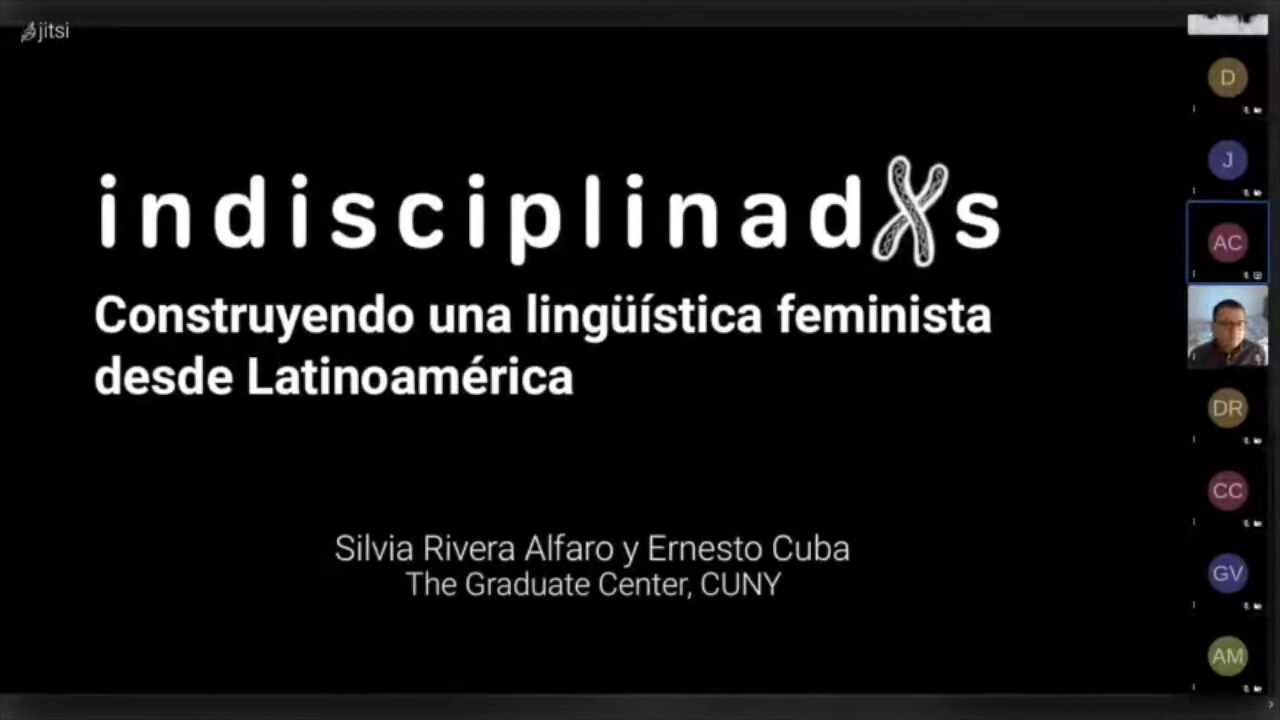 jitsi
indisciplinadXs
Construyendo una lingüística feminista
desde Latinoamérica
Silvia Rivera Alfaro y Ernesto Cuba
The Graduate Center, CUNY
D
J
AC
DR
CC
GV
AM